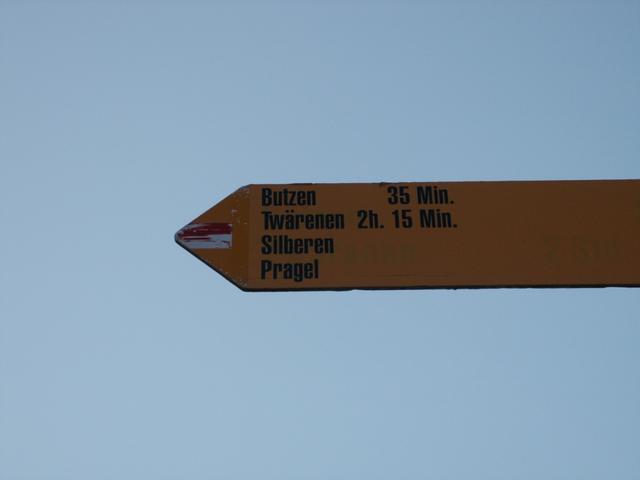 Butzen 35 Min.
Twärenen 2h. 15 Min.
Silberen
Pragel